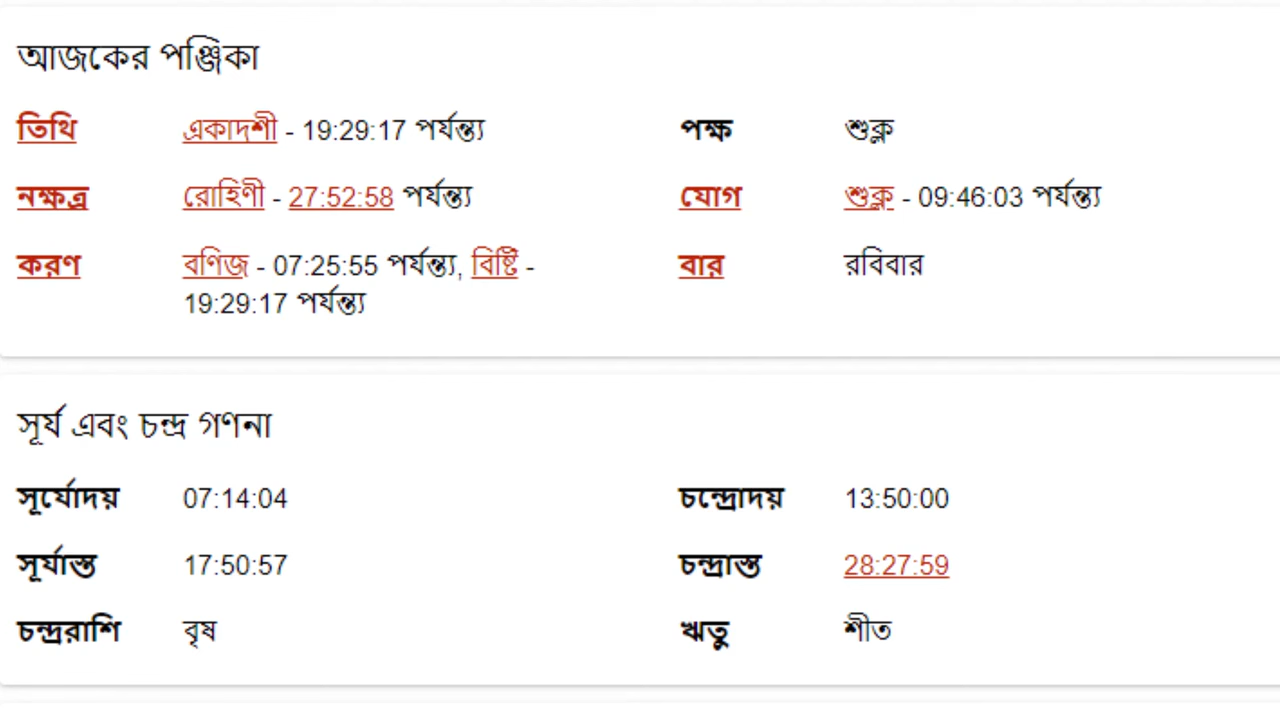 আজকের পঞ্জিকা
তিথি একাদশী - 19:29:17 পর্যন্ত্য পক্ষ শুক্ল
নক্ষত্র রোহিণী - 27:52:58 পর্যন্ত্য যোগ শুক্ল - 09:46:03 পর্যন্ত্য
করণ বণিজ - 07:25:55 পর্যন্ত্য, বিষ্টি - বার রবিবার
19:29:17 পর্যন্ত্য
সূর্য এবং চন্দ্র গণনা
সূর্যোদয় 07:14:04 চন্দ্রোদয় 13:50:00
সূর্যাস্ত 17:50:57 চন্দ্রাস্ত 28:27:59
চন্দ্ররাশি বৃষ ঋতু শীত